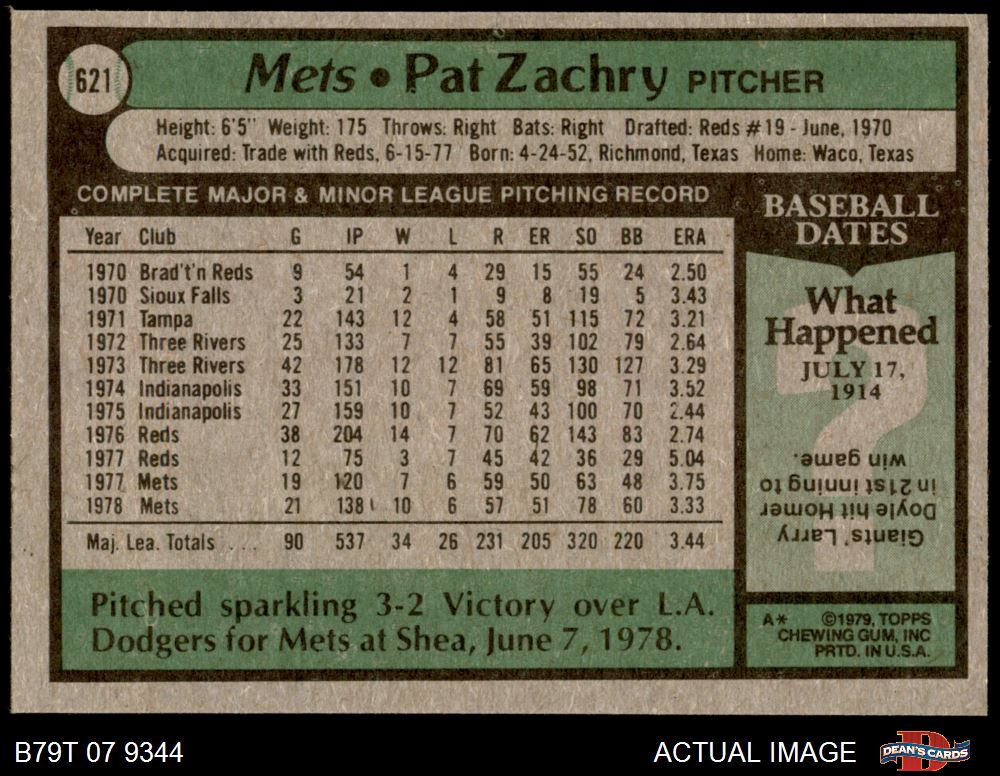 621
Mets • Pat Zachry PITCHER
Height: 6'5" Weight: 175 Throws: Right Bats: Right Drafted: Reds #19 - June, 1970
Acquired: Trade with Reds, 6-15-77 Born: 4-24-52, Richmond, Texas Home: Waco, Texas
COMPLETE MAJOR & MINOR LEAGUE PITCHING RECORD
Year Club G IP W L R ER SO BB ERA
1970 Brad't'n Reds 9 54 1 4 29 15 55 24 2.50
1970 Sioux Falls 3 21 2 1 9 8 19 5 3.43
1971 Tampa 22 143 12 4 58 51 115 72 3.21
1972 Three Rivers 25 133 7 7 55 39 102 79 2.64
1973 Three Rivers 42 178 12 12 81 65 130 127 3.29
1974 Indianapolis 33 151 10 7 69 59 98 71 3.52
1975 Indianapolis 27 159 10 7 52 43 100 70 2.44
1976 Reds 38 204 14 7 70 62 143 83 2.74
1977 Reds 12 75 3 7 45 42 36 29 5.04
1977 Mets 19 120 7 6 59 50 63 48 3.75
1978 Mets 21 138 10 6 57 51 78 60 3.33
Maj. Lea. Totals .... 90 537 34 26 231 205 320 220 3.44
Pitched sparkling 3-2 Victory over L.A.
Dodgers for Mets at Shea, June 7, 1978.
BASEBALL
DATES
What
Happened
JULY 17,
1914
?
Giants' Larry
Doyle hit Homer
in 21st inning to
win game.
A* ©1979, TOPPS
CHEWING GUM, INC
PRTD. IN U.S.A.
B79T 07 9344
ACTUAL IMAGE
DEAN'S CARDS